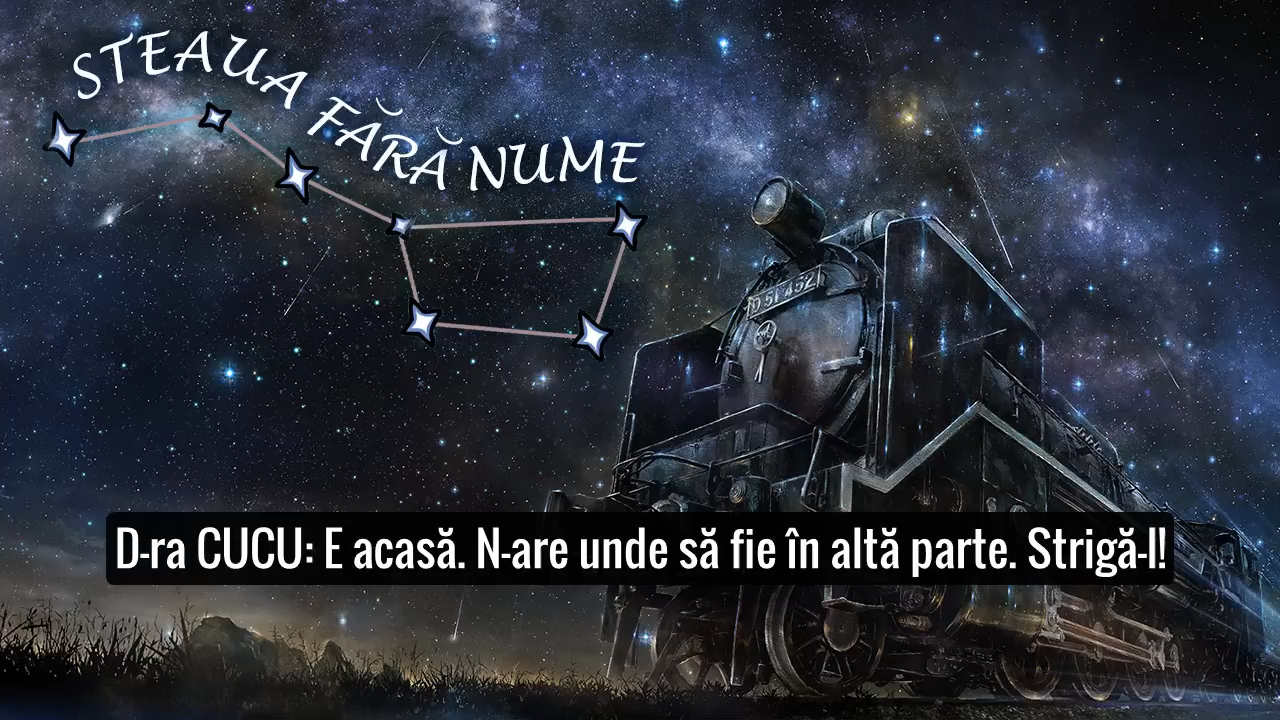 STEAUA FĂRĂ NUME
D 51 452
D-ra CUCU: E acasă. N-are unde să fie în altă parte. Strigă-l!